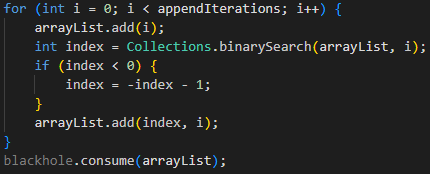 for (int i = 0; i < appendIterations; i++) {
    arrayList.add(i);
    int index = Collections.binarySearch(arrayList, i);
    if (index < 0) {
        index = -index - 1;
    }
    arrayList.add(index, i);
}
blackhole.consume(arrayList);